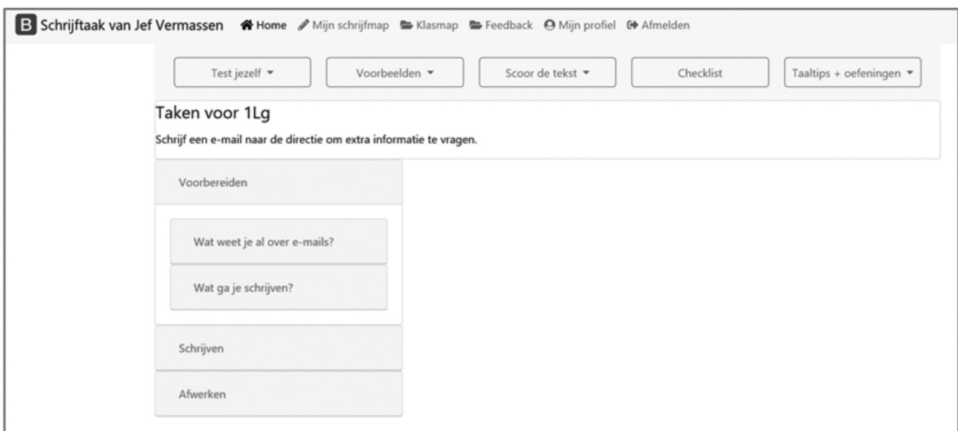 B Schrijftaak van Jef Vermassen Home Mijn schrijfmap Klasmap Feedback Mijn profiel Afmelden
Test jezelf Voorbeelden Scoor de tekst Checklist Taaltips + oefeningen
Taken voor 1Lg
Schrijf een e-mail naar de directie om extra informatie te vragen.
Voorbereiden
Wat weet je al over e-mails?
Wat ga je schrijven?
Schrijven
Afwerken